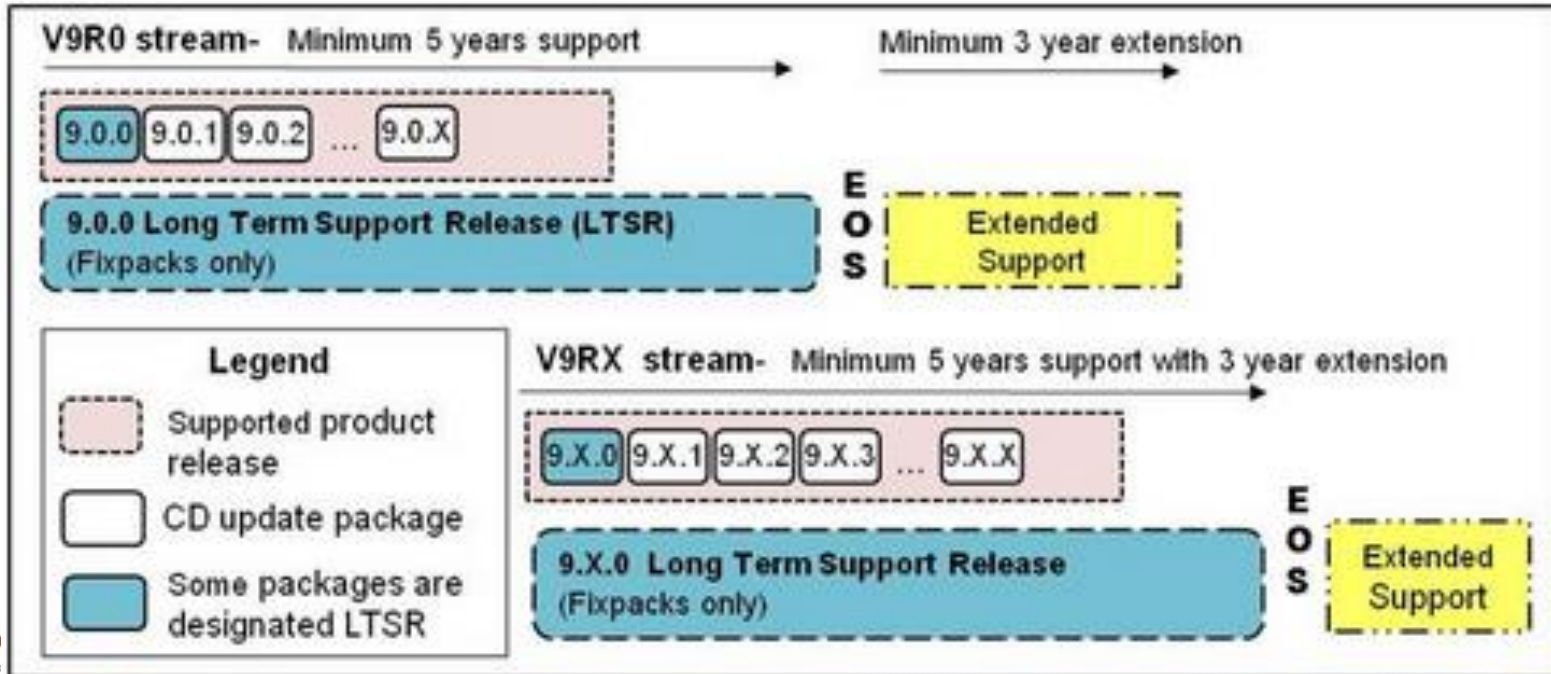 V9R0 stream- Minimum 5 years support
Minimum 3 year extension
9.0.0 9.0.1 9.0.2 ... 9.0.X
9.0.0 Long Term Support Release (LTSR)
(Fixpacks only)
E
O
S
Extended
Support
Legend
Supported product
release
CD update package
Some packages are
designated LTSR
V9RX stream- Minimum 5 years support with 3 year extension
9.X.0 9.X.1 9.X.2 9.X.3 ... 9.X.X
9.X.0 Long Term Support Release
(Fixpacks only)
E
O
S
Extended
Support